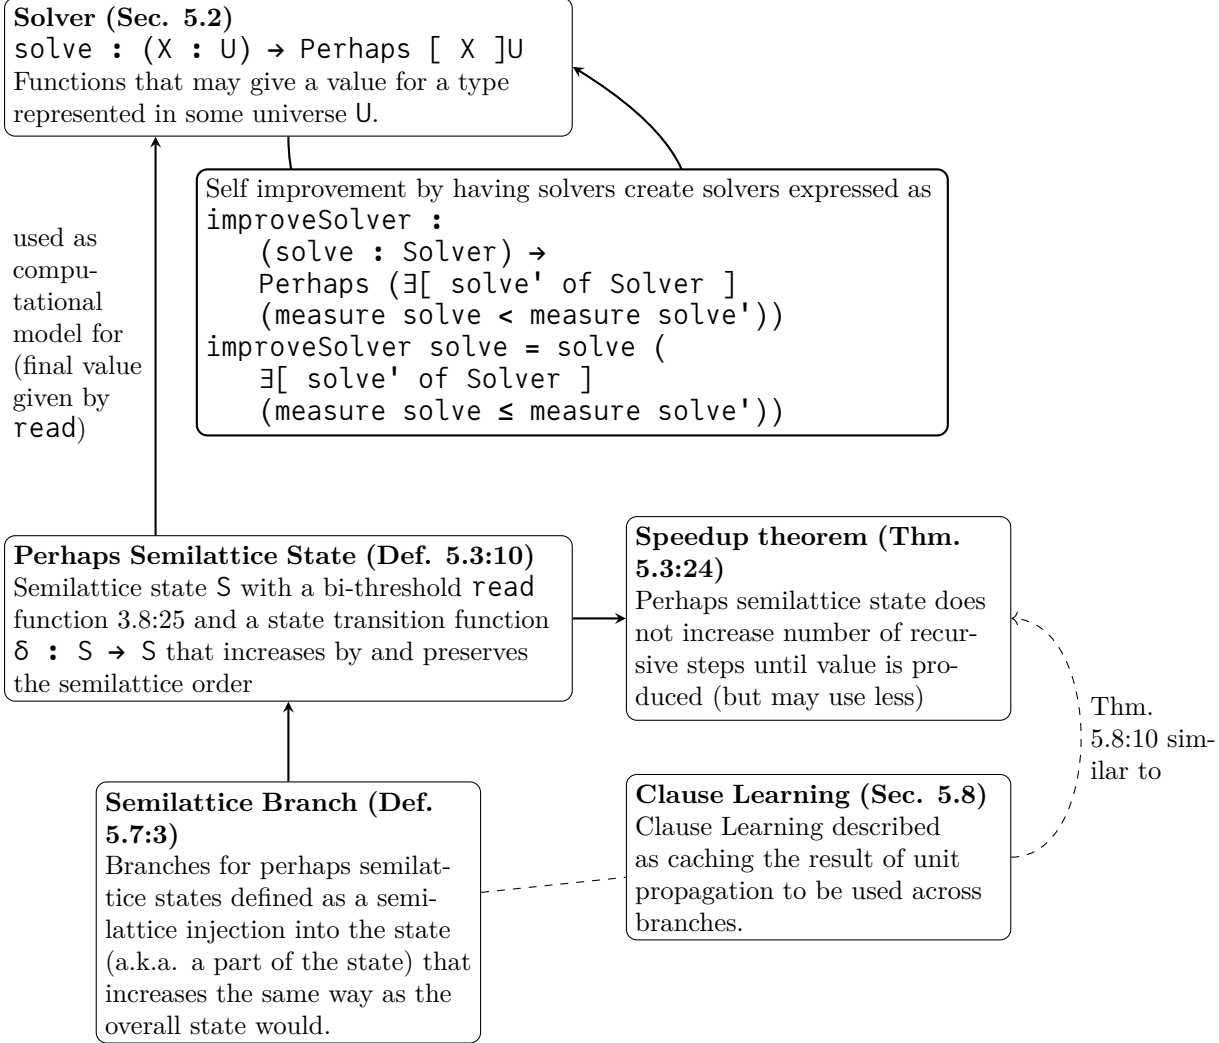 Solver (Sec. 5.2)
solve : (X : U) → Perhaps [ X ]U
Functions that may give a value for a type
represented in some universe U.
Self improvement by having solvers create solvers expressed as
improveSolver :
(solve : Solver) →
Perhaps (∃[ solve' of Solver ]
(measure solve < measure solve'))
improveSolver solve = solve (
∃[ solve' of Solver ]
(measure solve ≤ measure solve'))
used as
compu-
tational
model for
(final value
given by
read)
Perhaps Semilattice State (Def. 5.3:10)
Semilattice state S with a bi-threshold read
function 3.8:25 and a state transition function
δ : S → S that increases by and preserves
the semilattice order
Speedup theorem (Thm.
5.3:24)
Perhaps semilattice state does
not increase number of recur-
sive steps until value is pro-
duced (but may use less)
Thm.
5.8:10 sim-
ilar to
Semilattice Branch (Def.
5.7:3)
Branches for perhaps semilat-
tice states defined as a semi-
lattice injection into the state
(a.k.a. a part of the state) that
increases the same way as the
overall state would.
Clause Learning (Sec. 5.8)
Clause Learning described
as caching the result of unit
propagation to be used across
branches.